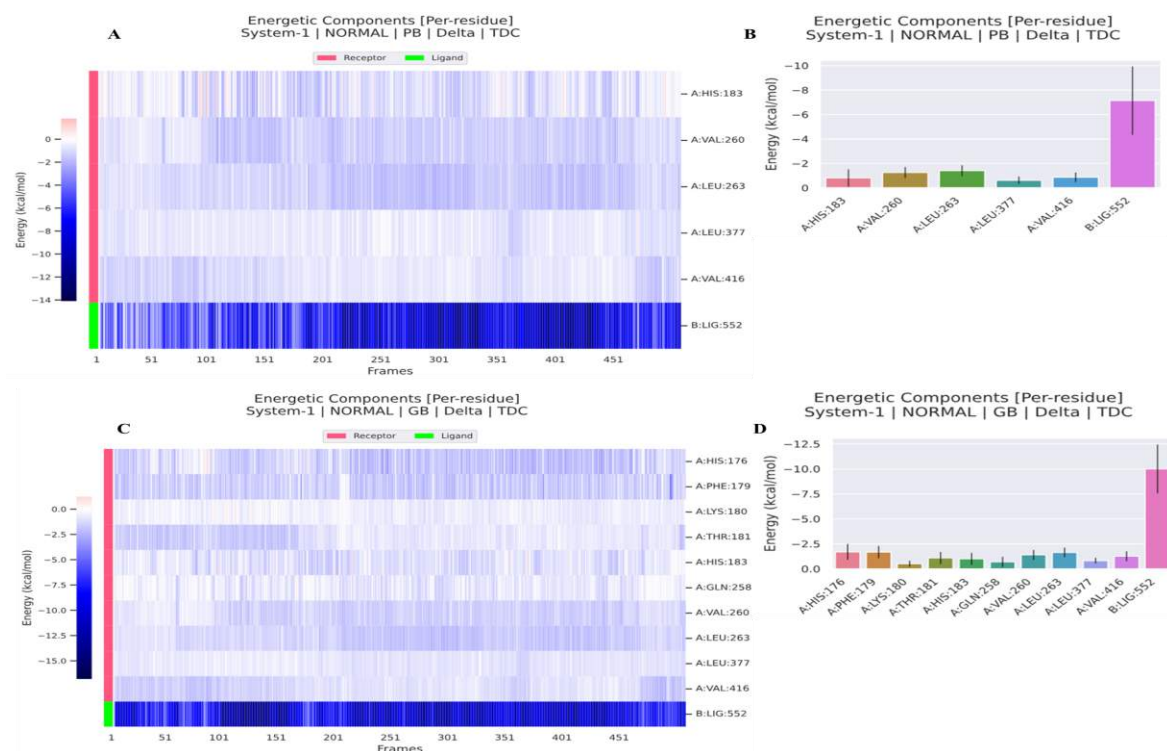 A
Energetic Components [Per-residue]
System-1 | NORMAL | PB | Delta | TDC
Receptor
Ligand
Energy (kcal/mol)
0
−2
−4
−6
−8
−10
−12
−14
A:HIS:183
A:VAL:260
A:LEU:263
A:LEU:377
A:VAL:416
B:LIG:552
1 51 101 151 201 251 301 351 401 451
Frames
B
Energetic Components [Per-residue]
System-1 | NORMAL | PB | Delta | TDC
Energy (kcal/mol)
−10
−8
−6
−4
−2
0
A:HIS:183
A:VAL:260
A:LEU:263
A:LEU:377
A:VAL:416
B:LIG:552
C
Energetic Components [Per-residue]
System-1 | NORMAL | GB | Delta | TDC
Receptor
Ligand
Energy (kcal/mol)
0.0
−2.5
−5.0
−7.5
−10.0
−12.5
−15.0
A:HIS:176
A:PHE:179
A:LYS:180
A:THR:181
A:HIS:183
A:GLN:258
A:VAL:260
A:LEU:263
A:LEU:377
A:VAL:416
B:LIG:552
1 51 101 151 201 251 301 351 401 451
Frames
D
Energetic Components [Per-residue]
System-1 | NORMAL | GB | Delta | TDC
Energy (kcal/mol)
−12.5
−10.0
−7.5
−5.0
−2.5
0.0
A:HIS:176
A:PHE:179
A:LYS:180
A:THR:181
A:HIS:183
A:GLN:258
A:VAL:260
A:LEU:263
A:LEU:377
A:VAL:416
B:LIG:552